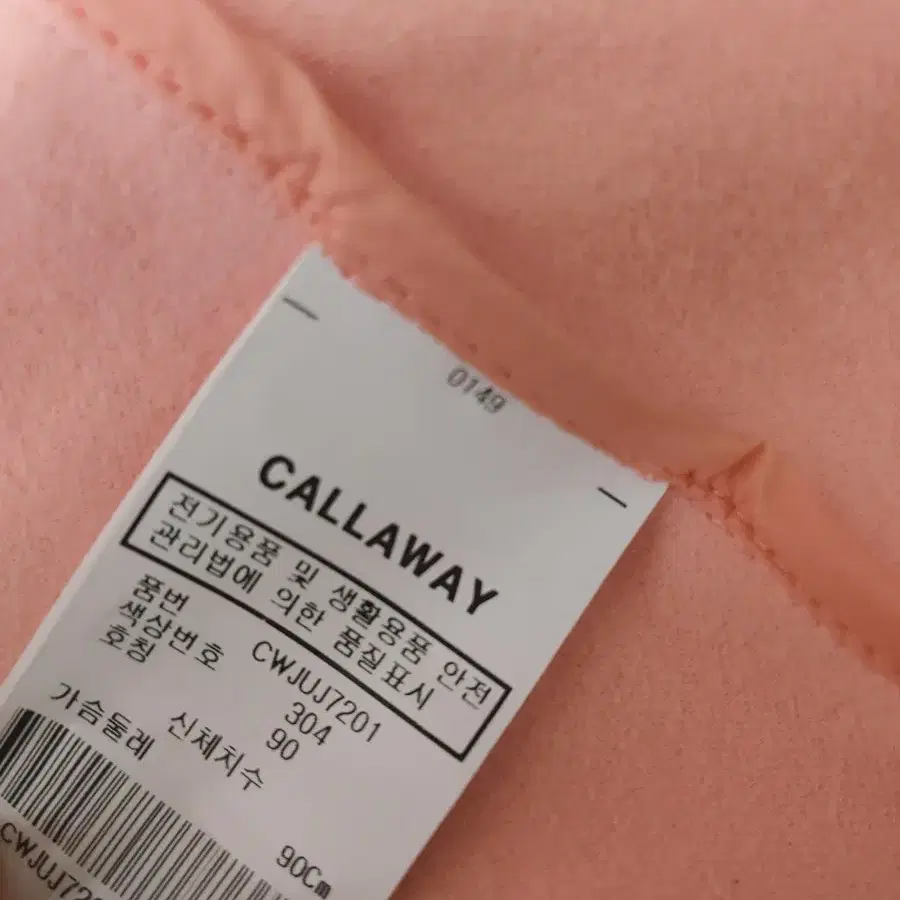 0149
CALLAWAY
전기용품 및 생활용품 안전
관리법에 의한 품질표시
품번 CWJUJ7201
색상번호 304
호칭 90
신체치수
가슴둘레 90Cm
CWJUJ72